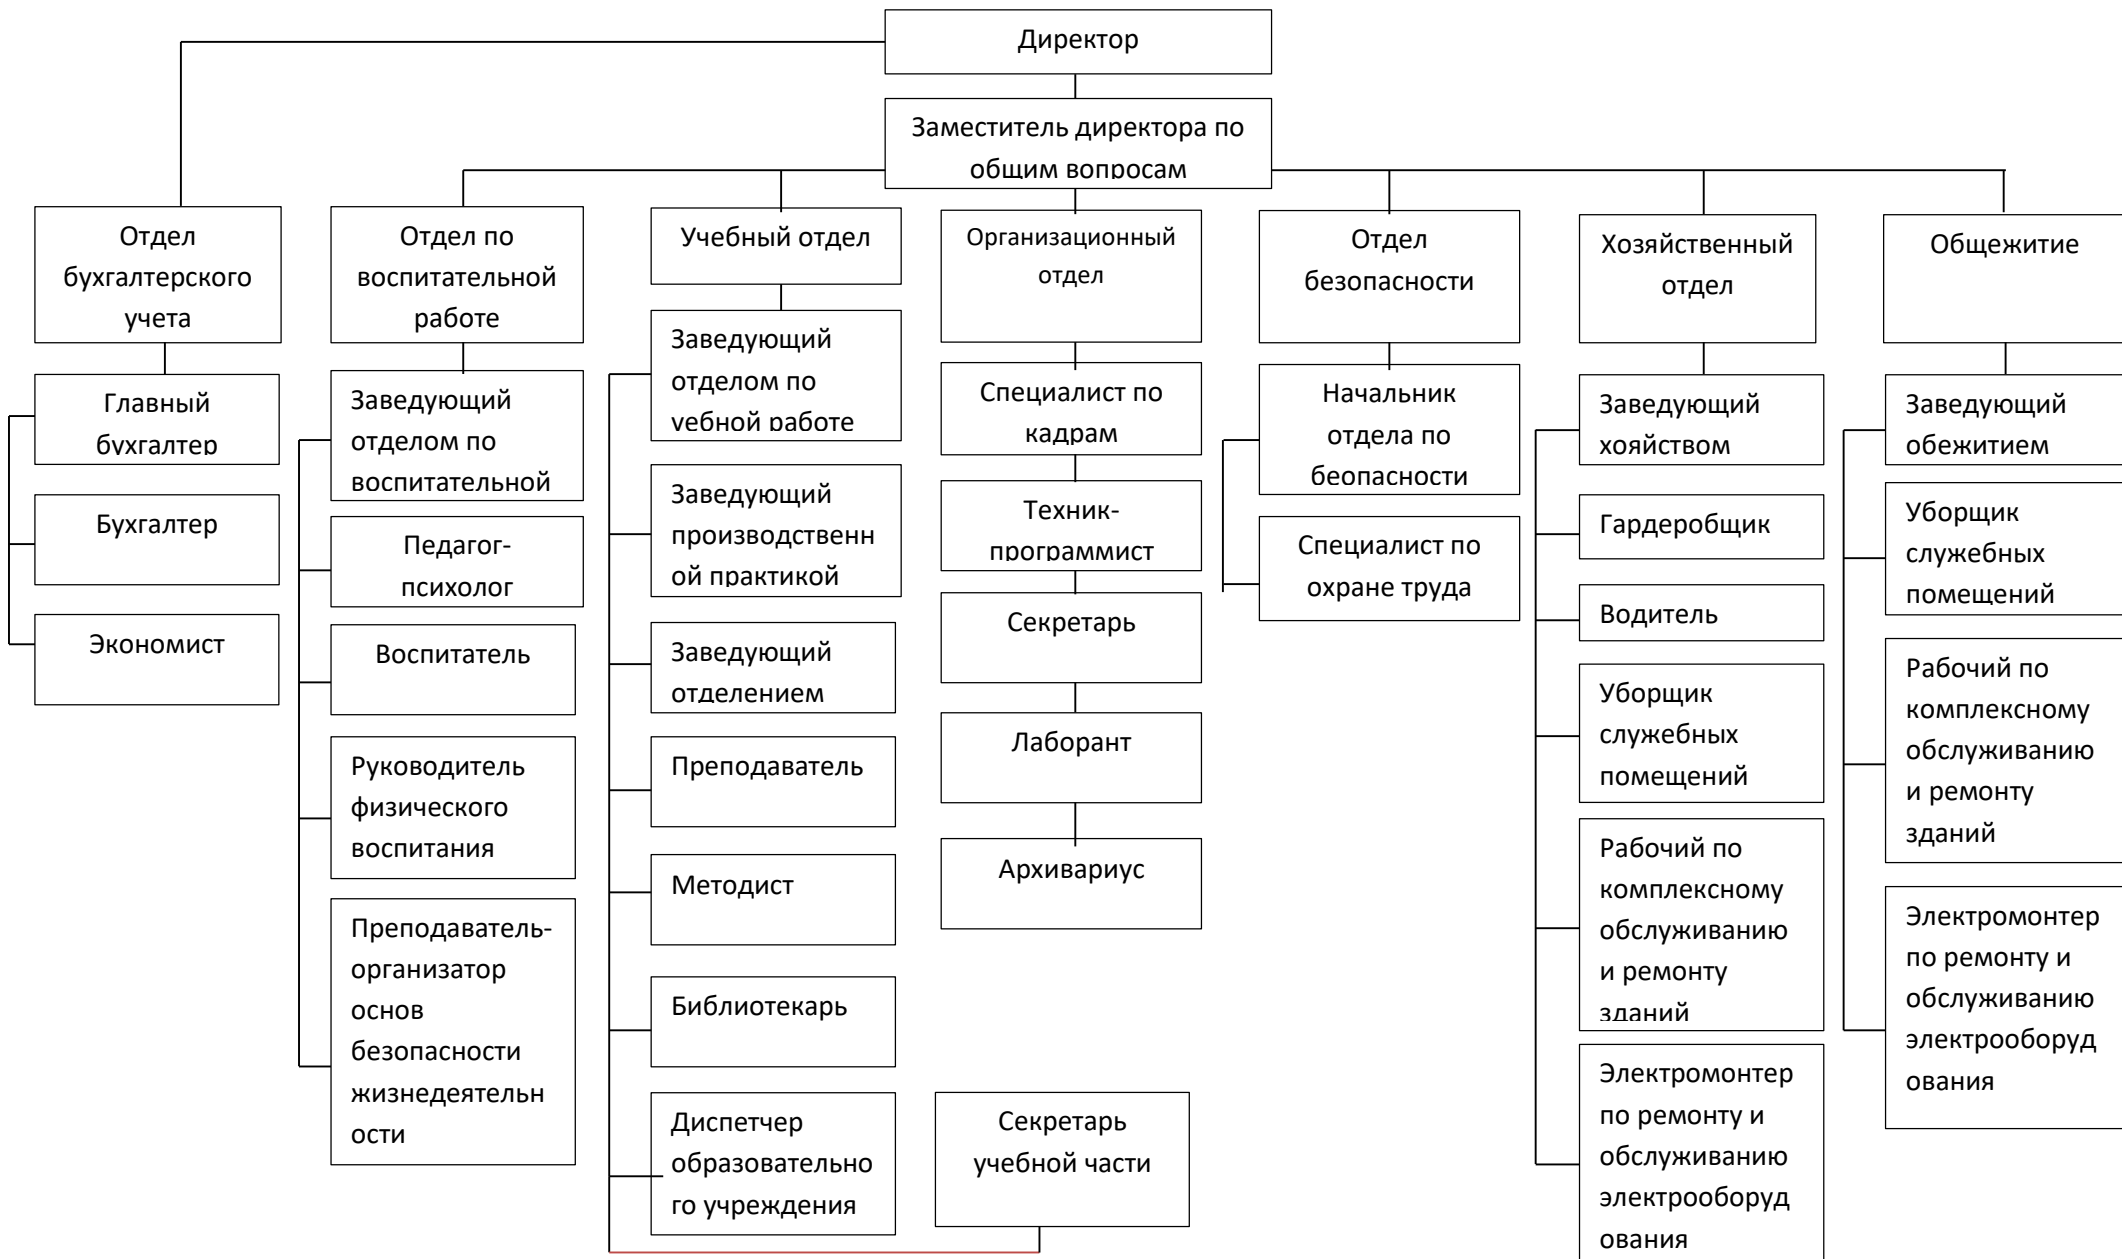 Директор
Заместитель директора по
общим вопросам
Отдел
бухгалтерского
учета
Отдел по
воспитательной
работе
Учебный отдел
Организационный
отдел
Отдел
безопасности
Хозяйственный
отдел
Общежитие
Главный
бухгалтер
Бухгалтер
Экономист
Заведующий
отделом по
воспитательной
Педагог-
психолог
Воспитатель
Руководитель
физического
воспитания
Преподаватель-
организатор
основ
безопасности
жизнедеятельн
ости
Заведующий
отделом по
уебной работе
Заведующий
производственн
ой практикой
Заведующий
отделением
Преподаватель
Методист
Библиотекарь
Диспетчер
образовательно
го учреждения
Секретарь
учебной части
Специалист по
кадрам
Техник-
программист
Секретарь
Лаборант
Архивариус
Начальник
отдела по
беопасности
Специалист по
охране труда
Заведующий
хояйством
Гардеробщик
Водитель
Уборщик
служебных
помещений
Рабочий по
комплексному
обслуживанию
и ремонту
зданий
Электромонтер
по ремонту и
обслуживанию
электрооборуд
ования
Заведующий
обежитием
Уборщик
служебных
помещений
Рабочий по
комплексному
обслуживанию
и ремонту
зданий
Электромонтер
по ремонту и
обслуживанию
электрооборуд
ования